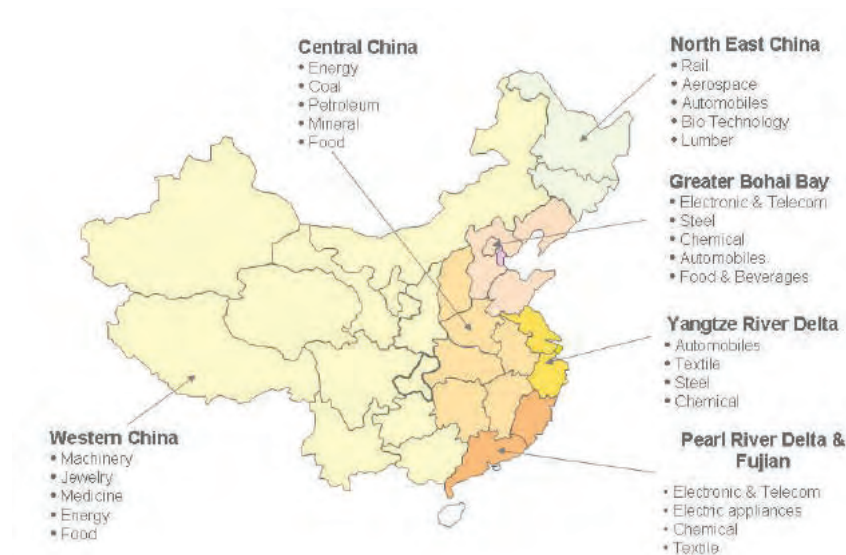 Central China
• Energy
• Coal
• Petroleum
• Mineral
• Food
North East China
• Rail
• Aerospace
• Automobiles
• Bio Technology
• Lumber
Greater Bohai Bay
• Electronic & Telecom
• Steel
• Chemical
• Automobiles
• Food & Beverages
Yangtze River Delta
• Automobiles
• Textile
• Steel
• Chemical
Western China
• Machinery
• Jewelry
• Medicine
• Energy
• Food
Pearl River Delta &
Fujian
• Electronic & Telecom
• Electric appliances
• Chemical
• Textile